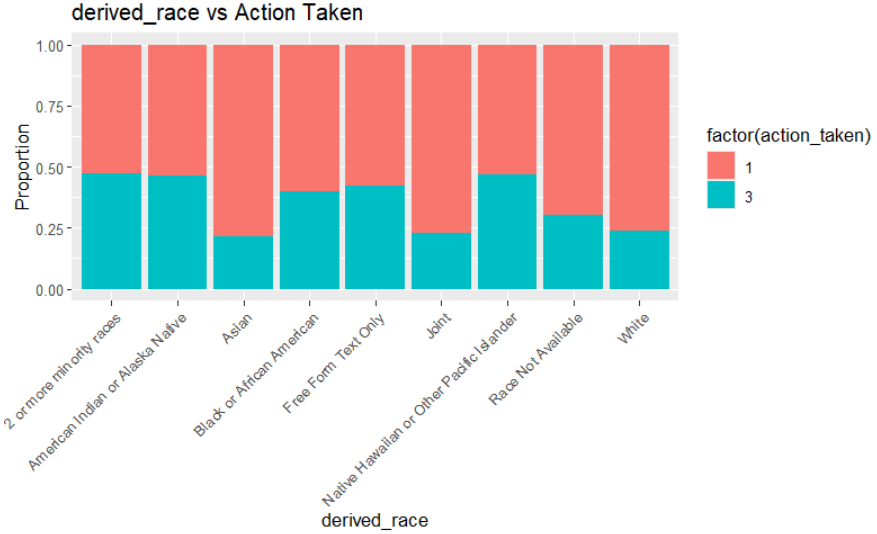 derived_race vs Action Taken
1.00
0.75
0.50
0.25
0.00
Proportion
2 or more minority races
American Indian or Alaska Native
Asian
Black or African American
Free Form Text Only
Joint
Native Hawaiian or Other Pacific Islander
Race Not Available
White
derived_race
factor(action_taken)
1
3